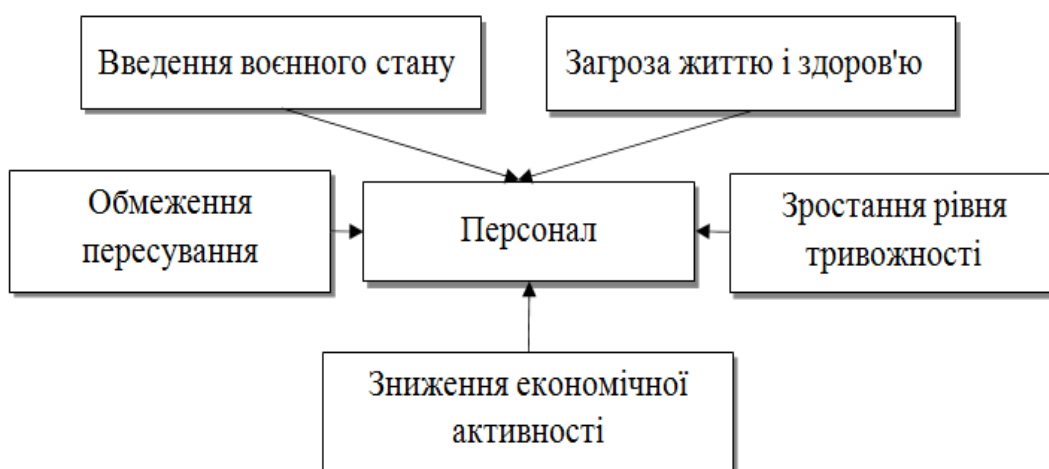 Введення воєнного стану
Загроза життю і здоров'ю
Обмеження
пересування
Персонал
Зростання рівня
тривожності
Зниження економічної
активності